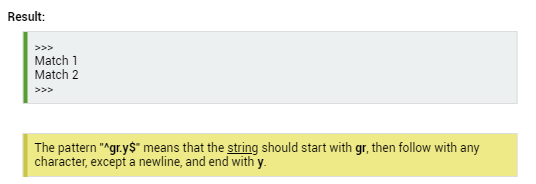 Result:
>>>
Match 1
Match 2
>>>
The pattern "^gr.y$" means that the string should start with gr, then follow with any
character, except a newline, and end with y.